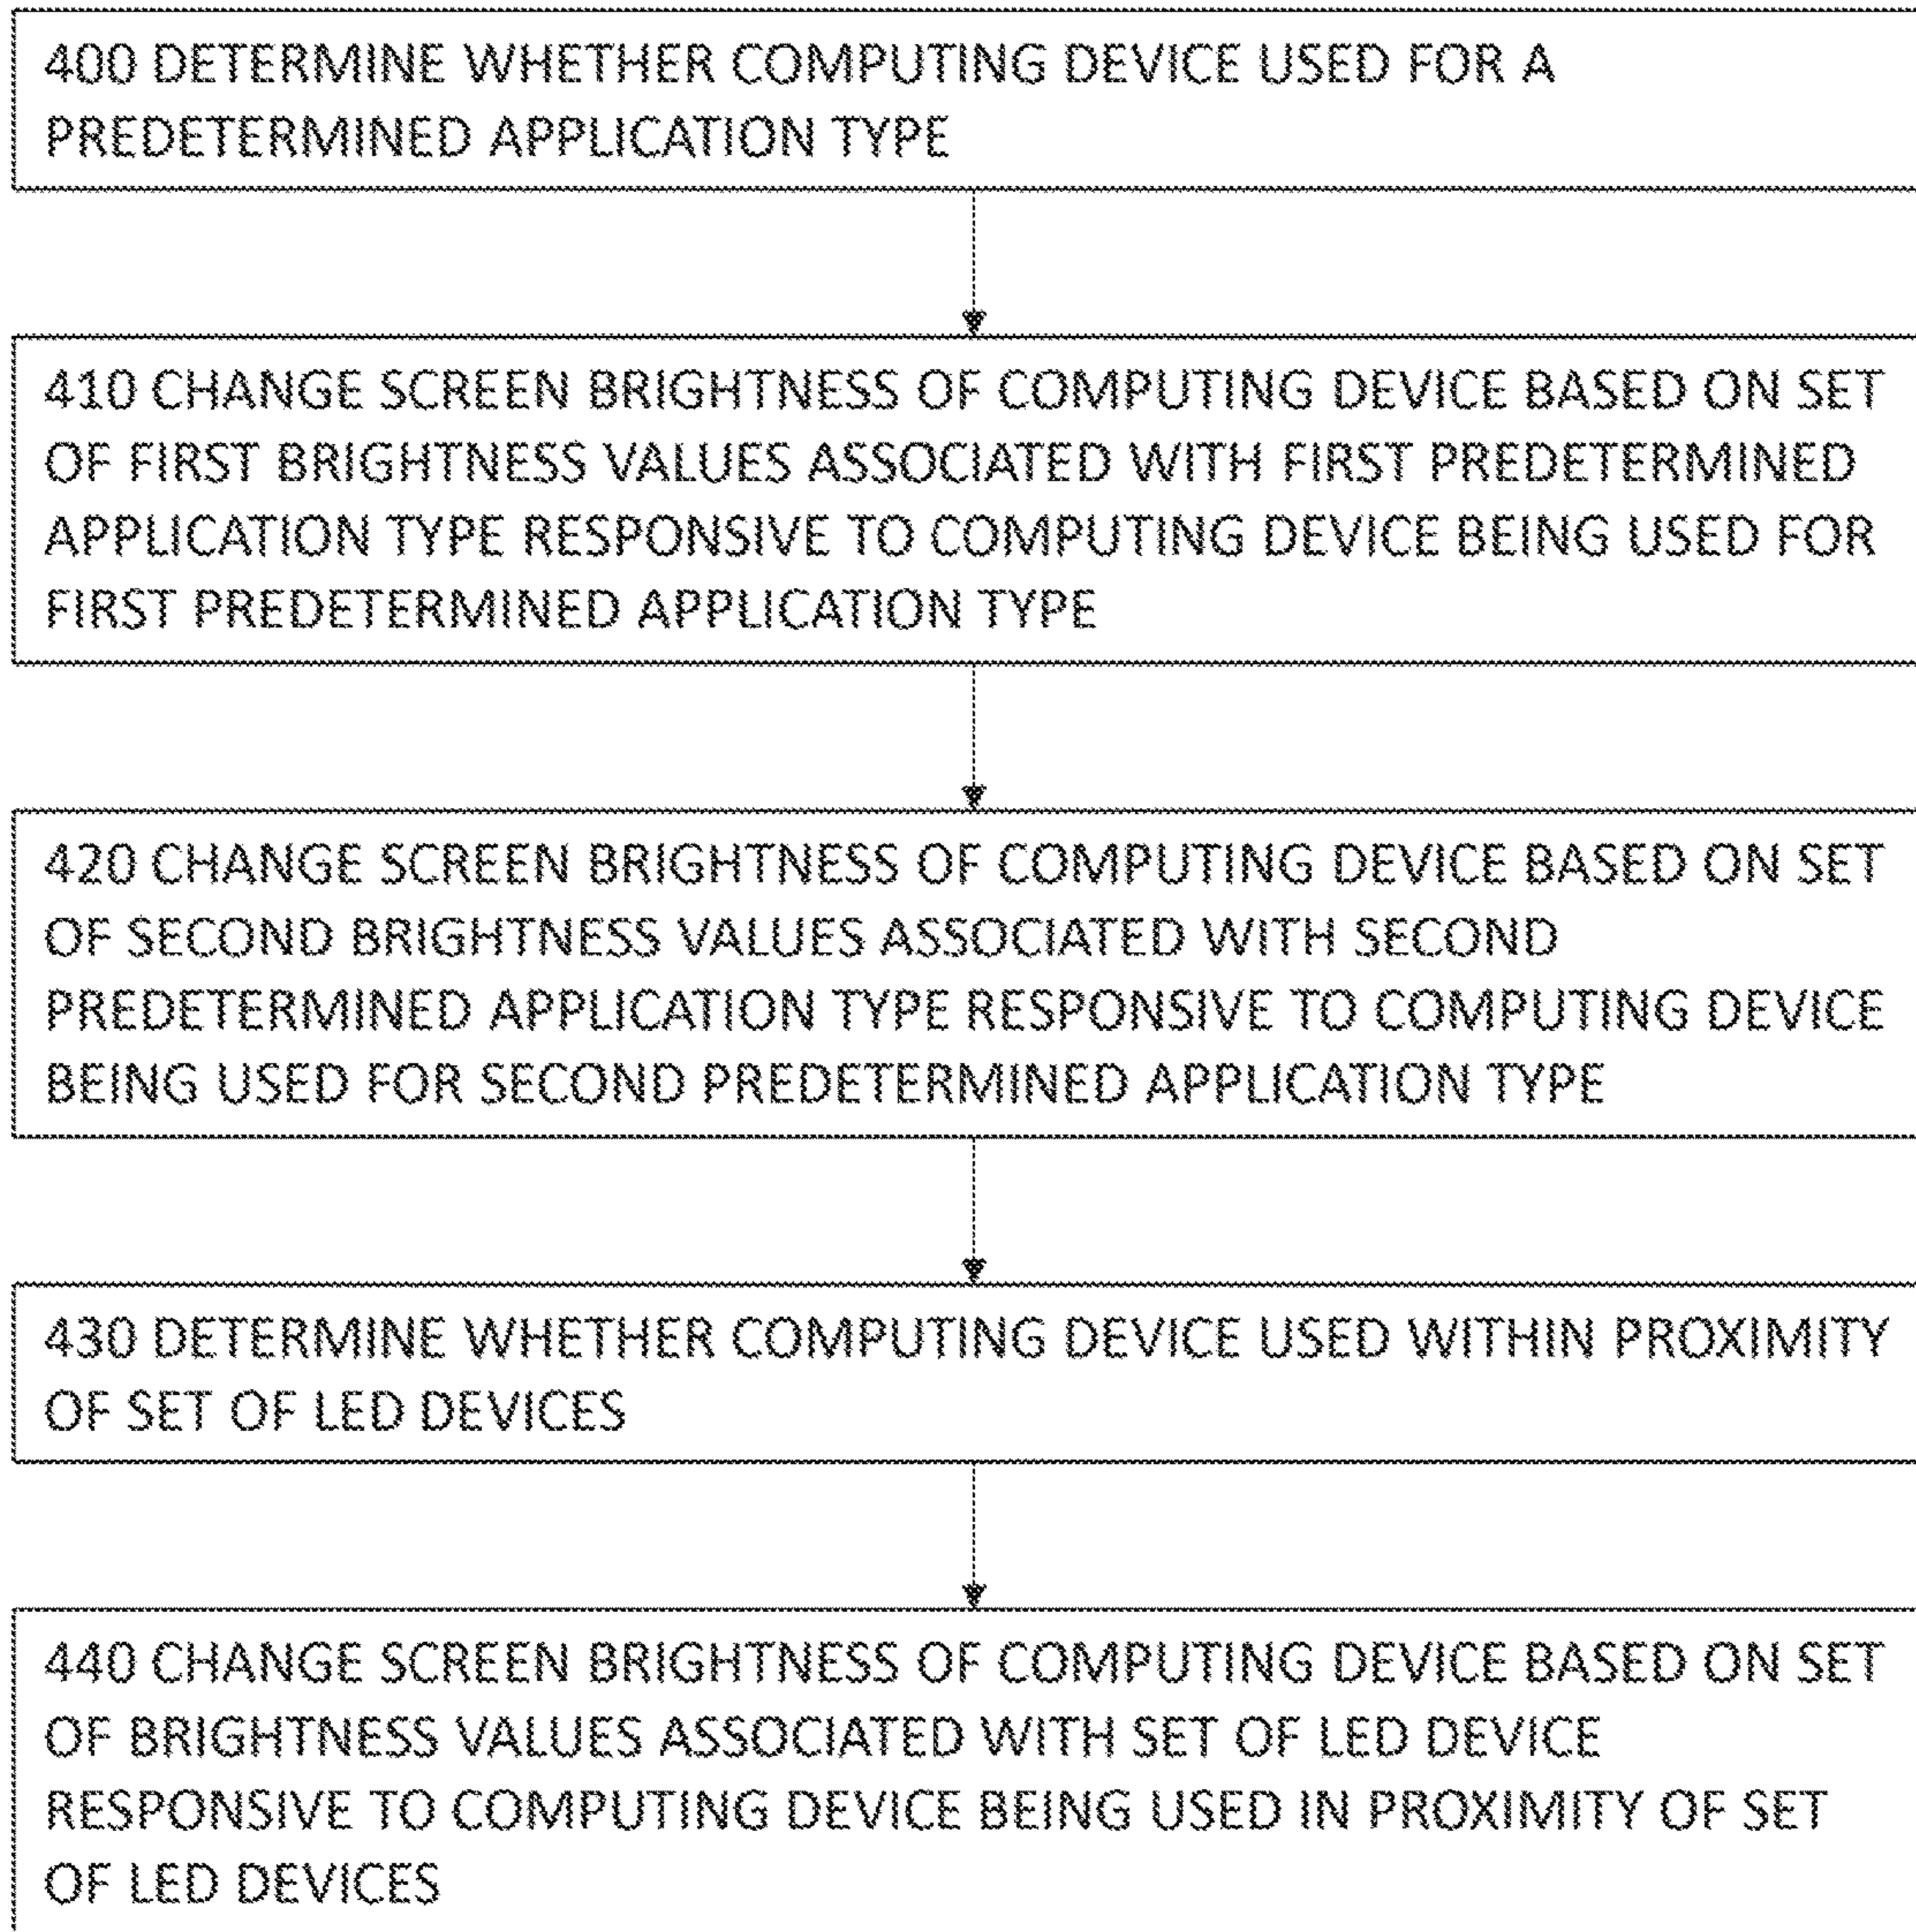 400 DETERMINE WHETHER COMPUTING DEVICE USED FOR A
PREDETERMINED APPLICATION TYPE
410 CHANGE SCREEN BRIGHTNESS OF COMPUTING DEVICE BASED ON SET
OF FIRST BRIGHTNESS VALUES ASSOCIATED WITH FIRST PREDETERMINED
APPLICATION TYPE RESPONSIVE TO COMPUTING DEVICE BEING USED FOR
FIRST PREDETERMINED APPLICATION TYPE
420 CHANGE SCREEN BRIGHTNESS OF COMPUTING DEVICE BASED ON SET
OF SECOND BRIGHTNESS VALUES ASSOCIATED WITH SECOND
PREDETERMINED APPLICATION TYPE RESPONSIVE TO COMPUTING DEVICE
BEING USED FOR SECOND PREDETERMINED APPLICATION TYPE
430 DETERMINE WHETHER COMPUTING DEVICE USED WITHIN PROXIMITY
OF SET OF LED DEVICES
440 CHANGE SCREEN BRIGHTNESS OF COMPUTING DEVICE BASED ON SET
OF BRIGHTNESS VALUES ASSOCIATED WITH SET OF LED DEVICE
RESPONSIVE TO COMPUTING DEVICE BEING USED IN PROXIMITY OF SET
OF LED DEVICES